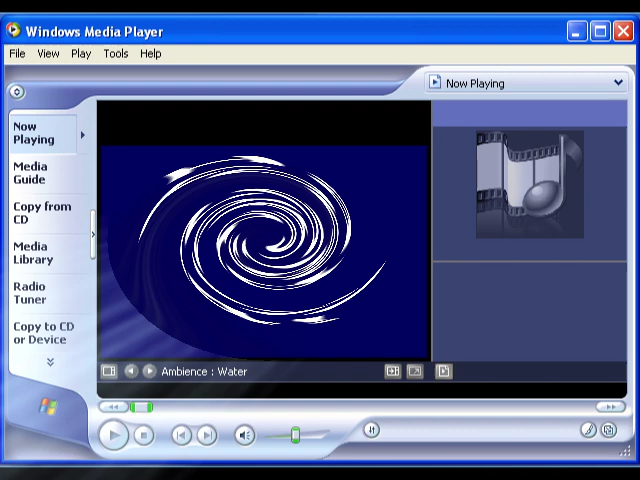 Windows Media Player
File View Play Tools Help
Now Playing
Now
Playing
Media
Guide
Copy from
CD
Media
Library
Radio
Tuner
Copy to CD
or Device
Ambience : Water